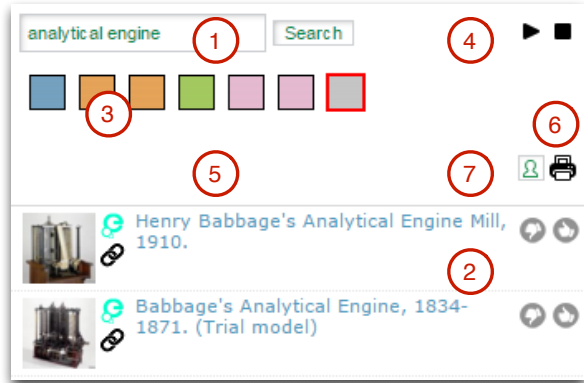 analytical engine
Search
1
4
3
6
5
7
Henry Babbage's Analytical Engine Mill,
1910.
2
Babbage's Analytical Engine, 1834-
1871. (Trial model)